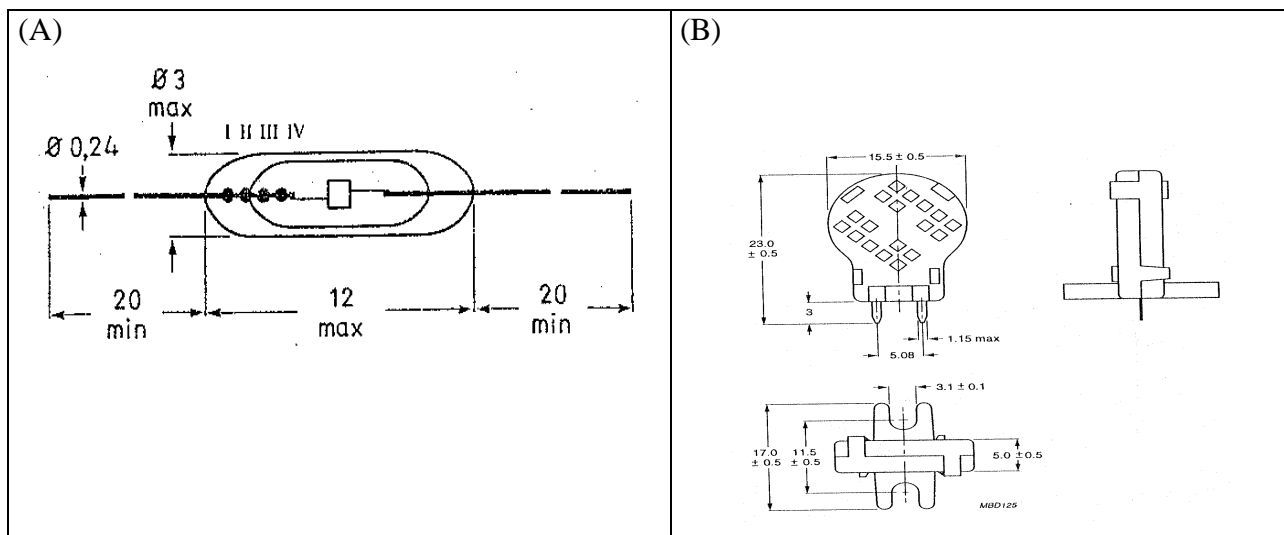 (A)
Ø 3
max
I II III IV
Ø 0,24
20
min
12
max
20
min
(B)
15.5 ± 0.5
23.0
± 0.5
3
1.15 max
5.08
3.1 ± 0.1
17.0
± 0.5
11.5
± 0.5
5.0 ± 0.5
MBD125